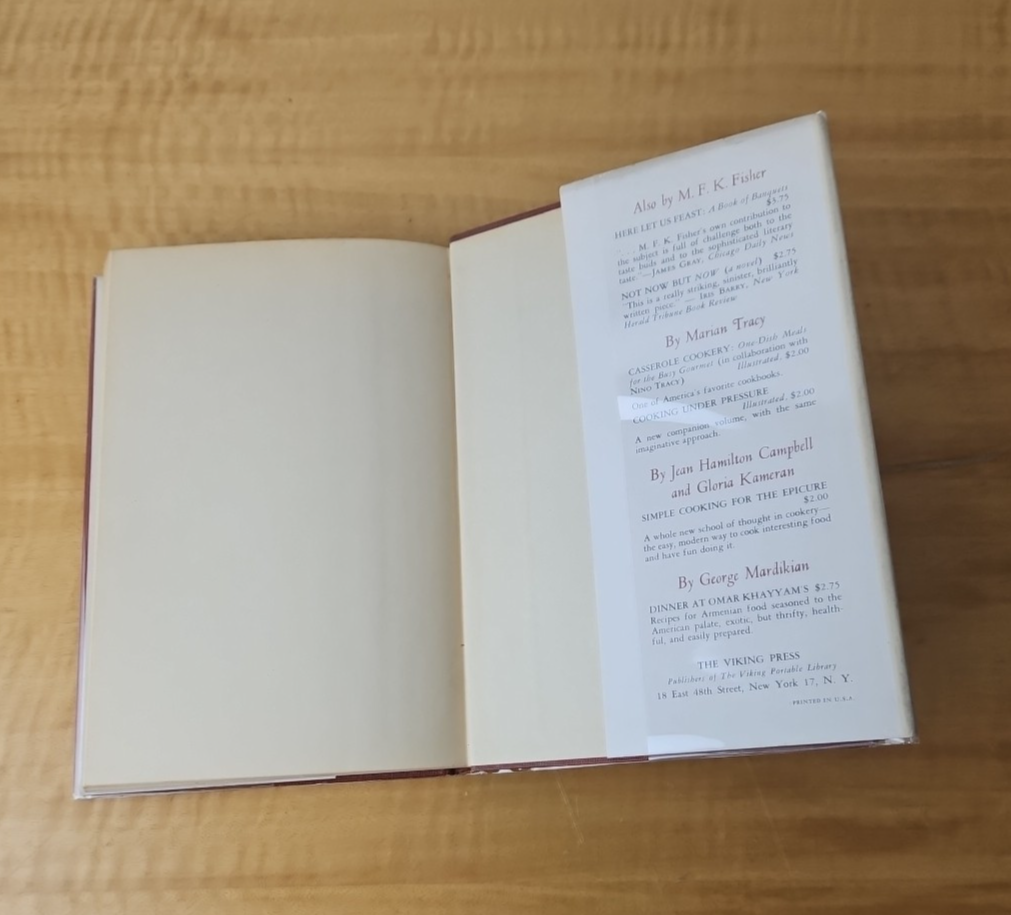 Also by M. F. K. Fisher
HERE LET US FEAST: A Book of Banquets
$3.75
". . . M. F. K. Fisher's own contribution to
the subject is full of challenge both to the
taste buds and to the sophisticated literary
taste."—JAMES GRAY, Chicago Daily News
NOT NOW BUT NOW (a novel) $2.75
"This is a really striking, sinister, brilliantly
written piece." — IRIS BARRY, New York
Herald Tribune Book Review
By Marian Tracy
CASSEROLE COOKERY: One-Dish Meals
for the Busy Gourmet (in collaboration with
NINO TRACY) Illustrated, $2.00
One of America's favorite cookbooks.
COOKING UNDER PRESSURE
Illustrated, $2.00
A new companion volume, with the same
imaginative approach.
By Jean Hamilton Campbell
and Gloria Kameran
SIMPLE COOKING FOR THE EPICURE
$2.00
A whole new school of thought in cookery—
the easy, modern way to cook interesting food
and have fun doing it.
By George Mardikian
DINNER AT OMAR KHAYYAM'S $2.75
Recipes for Armenian food seasoned to the
American palate, exotic, but thrifty, health-
ful, and easily prepared.
THE VIKING PRESS
Publishers of The Viking Portable Library
18 East 48th Street, New York 17, N. Y.
PRINTED IN U.S.A.